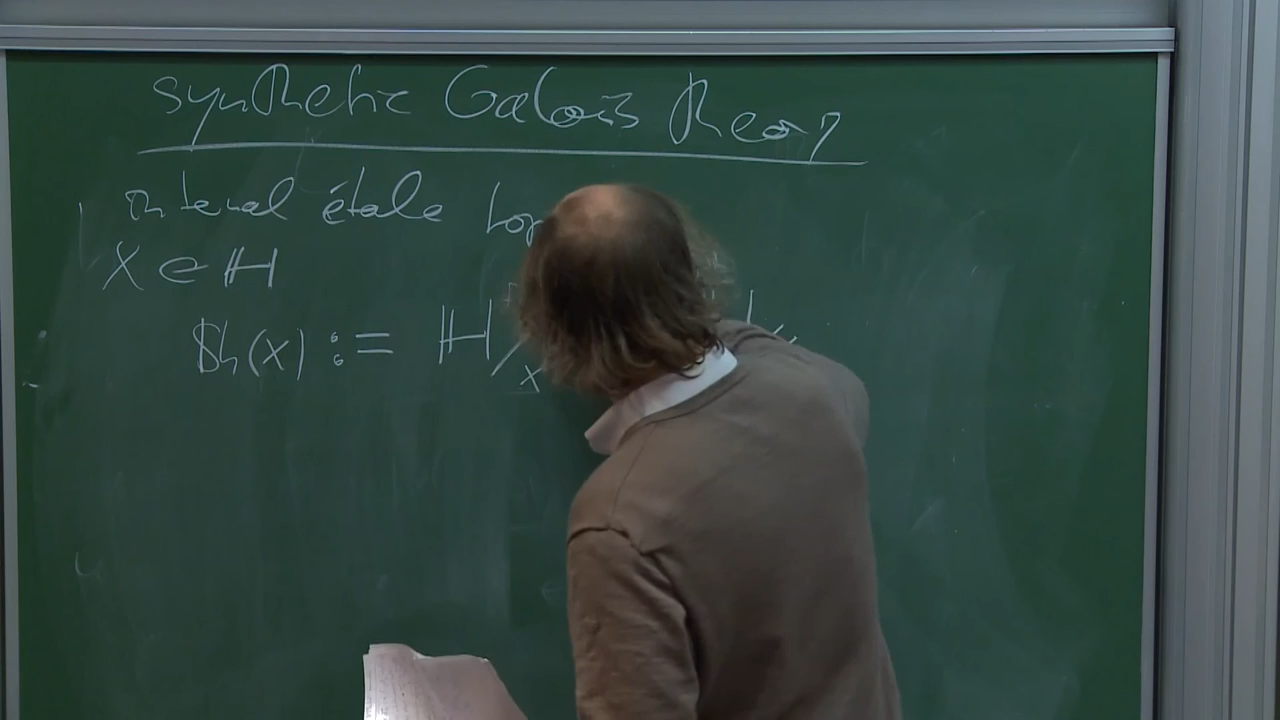 synthetic Galois Theory
internal étale top
X ∈ ℍ
Sh(X) := ℍ/X